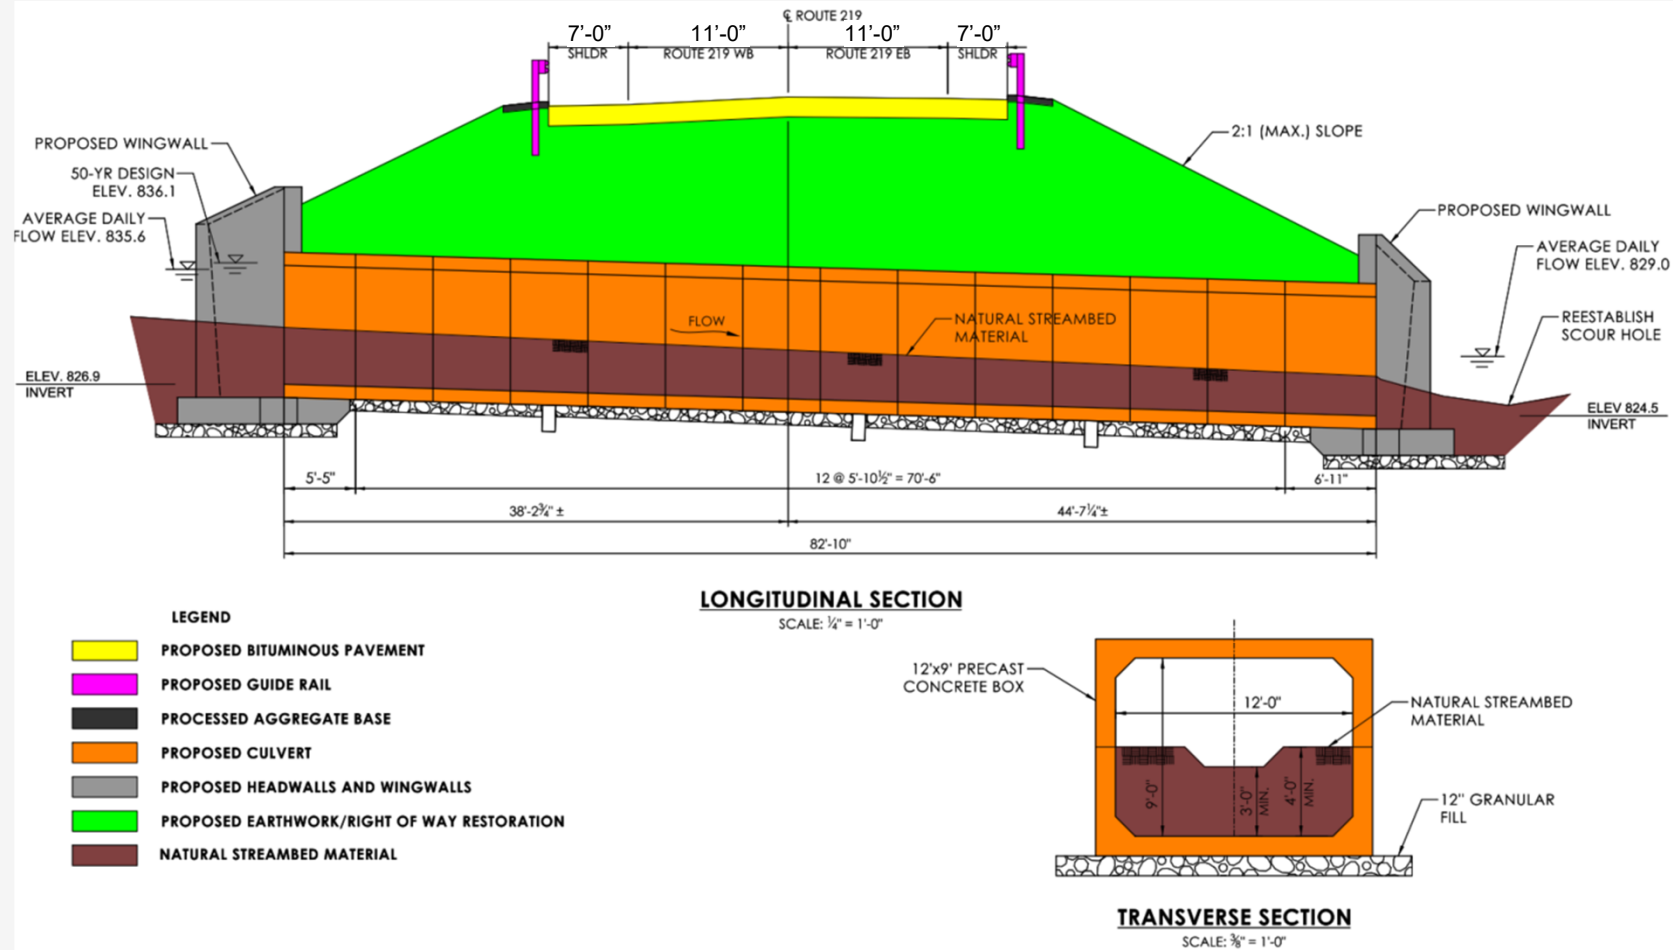 ℄ ROUTE 219
7’-0”
11’-0”
11’-0”
7’-0”
SHLDR
ROUTE 219 WB
ROUTE 219 EB
SHLDR
2:1 (MAX.) SLOPE
PROPOSED WINGWALL
50-YR DESIGN
ELEV. 836.1
AVERAGE DAILY
FLOW ELEV. 835.6
PROPOSED WINGWALL
AVERAGE DAILY
FLOW ELEV. 829.0
REESTABLISH
SCOUR HOLE
FLOW
NATURAL STREAMBED
MATERIAL
ELEV. 826.9
INVERT
ELEV 824.5
INVERT
5'-5"
12 @ 5'-10½" = 70'-6"
6'-11"
38'-2¾" ±
44'-7¼"±
82'-10"
LONGITUDINAL SECTION
SCALE: ¼" = 1'-0"
LEGEND
PROPOSED BITUMINOUS PAVEMENT
PROPOSED GUIDE RAIL
PROCESSED AGGREGATE BASE
PROPOSED CULVERT
PROPOSED HEADWALLS AND WINGWALLS
PROPOSED EARTHWORK/RIGHT OF WAY RESTORATION
NATURAL STREAMBED MATERIAL
12'x9' PRECAST
CONCRETE BOX
12'-0"
NATURAL STREAMBED
MATERIAL
9'-0"
3'-0"
MIN.
4'-0"
MIN.
12" GRANULAR
FILL
TRANSVERSE SECTION
SCALE: ⅜" = 1'-0"